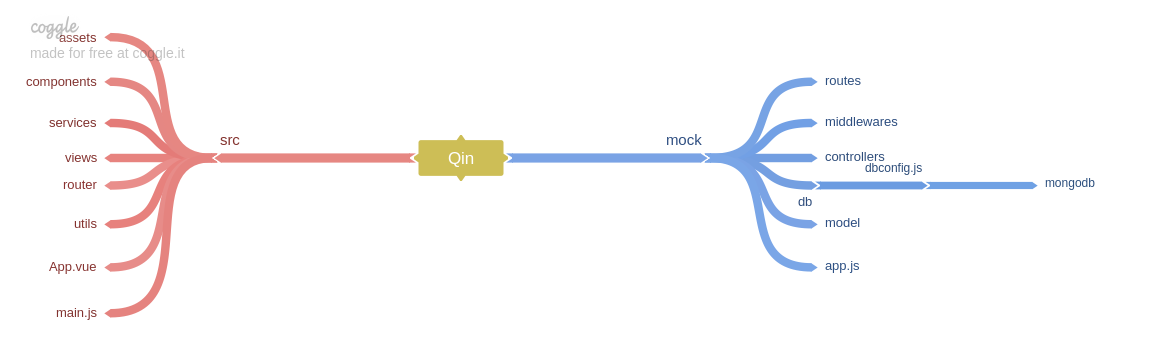 coggle
made for free at coggle.it
assets
components
services
views
router
utils
App.vue
main.js
src
Qin
mock
routes
middlewares
controllers
dbconfig.js
mongodb
db
model
app.js